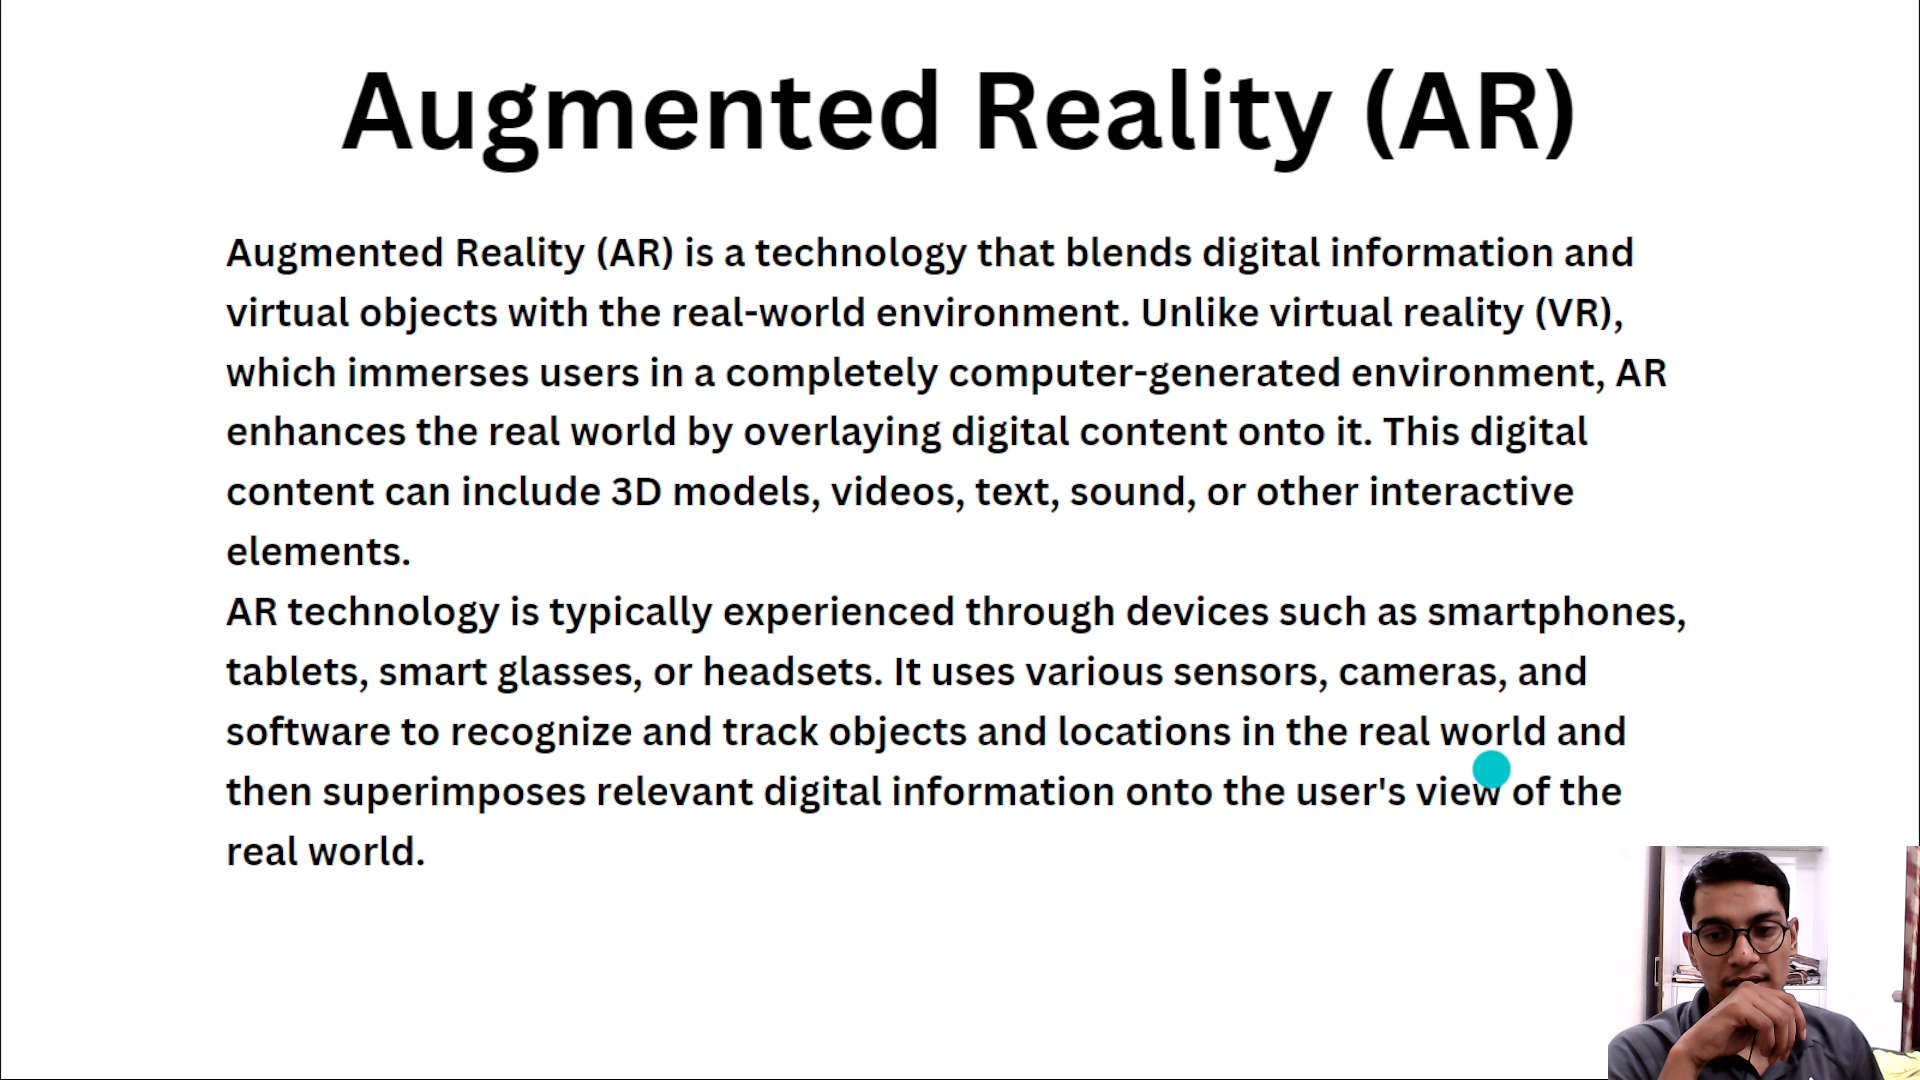 Augmented Reality (AR)
Augmented Reality (AR) is a technology that blends digital information and
virtual objects with the real-world environment. Unlike virtual reality (VR),
which immerses users in a completely computer-generated environment, AR
enhances the real world by overlaying digital content onto it. This digital
content can include 3D models, videos, text, sound, or other interactive
elements.
AR technology is typically experienced through devices such as smartphones,
tablets, smart glasses, or headsets. It uses various sensors, cameras, and
software to recognize and track objects and locations in the real world and
then superimposes relevant digital information onto the user's view of the
real world.